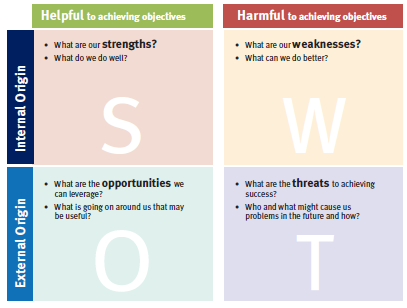 Helpful to achieving objectives
Harmful to achieving objectives
Internal Origin
• What are our strengths?
• What do we do well?
S
• What are our weaknesses?
• What can we do better?
W
External Origin
• What are the opportunities we
can leverage?
• What is going on around us that may
be useful?
O
• What are the threats to achieving
success?
• Who and what might cause us
problems in the future and how?
T